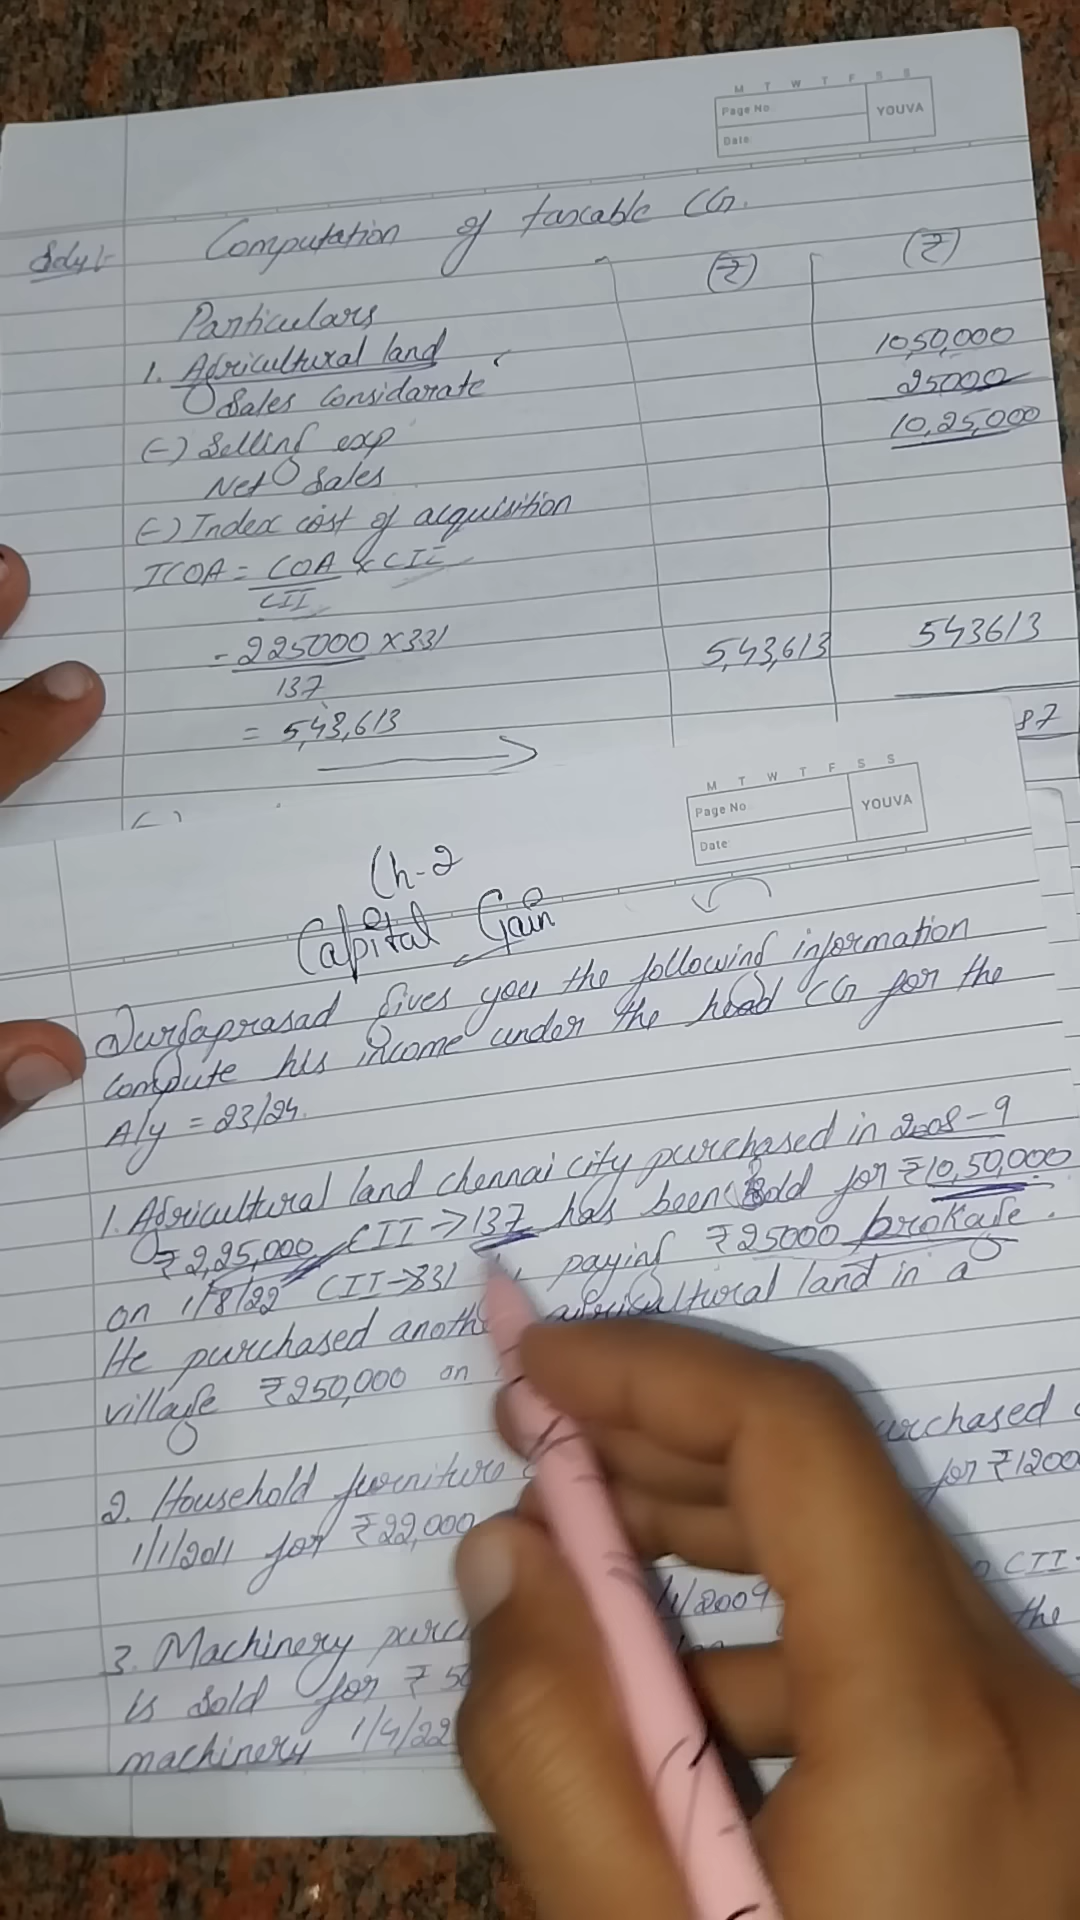 M T W T F S S
Page No
YOUVA
Date:
Soly:-
Computation of taxable CG.
Particulars
(₹)
(₹)
1. Agricultural land
Sales Considarate
10,50,000
(-) Selling exp
25000
Net Sales
10,25,000
(-) Index cost of acquisition
ICOA = COA × CII
CII
= 225000 × 331
5,43,613
543613
137
= 5,43,613
87
M T W T F S S
Page No
YOUVA
Date:
Ch-2
Capital Gain
Durgaprasad gives you the following information
compute his income under the head CG for the
A/y = 23/24.
1. Agricultural land chennai city purchased in 2008-9
₹2,25,000 CII → 137 has been sold for ₹10,50,000
on 1/8/22 CII → 331 paying ₹25000 brokage.
He purchased agricultural land in a
village ₹250,000 on
2. Household furniture purchased
1/1/2011 for ₹22,000 for ₹1200
CII
3. Machinery /2009
is sold for ₹ the
machinery 1/4/22